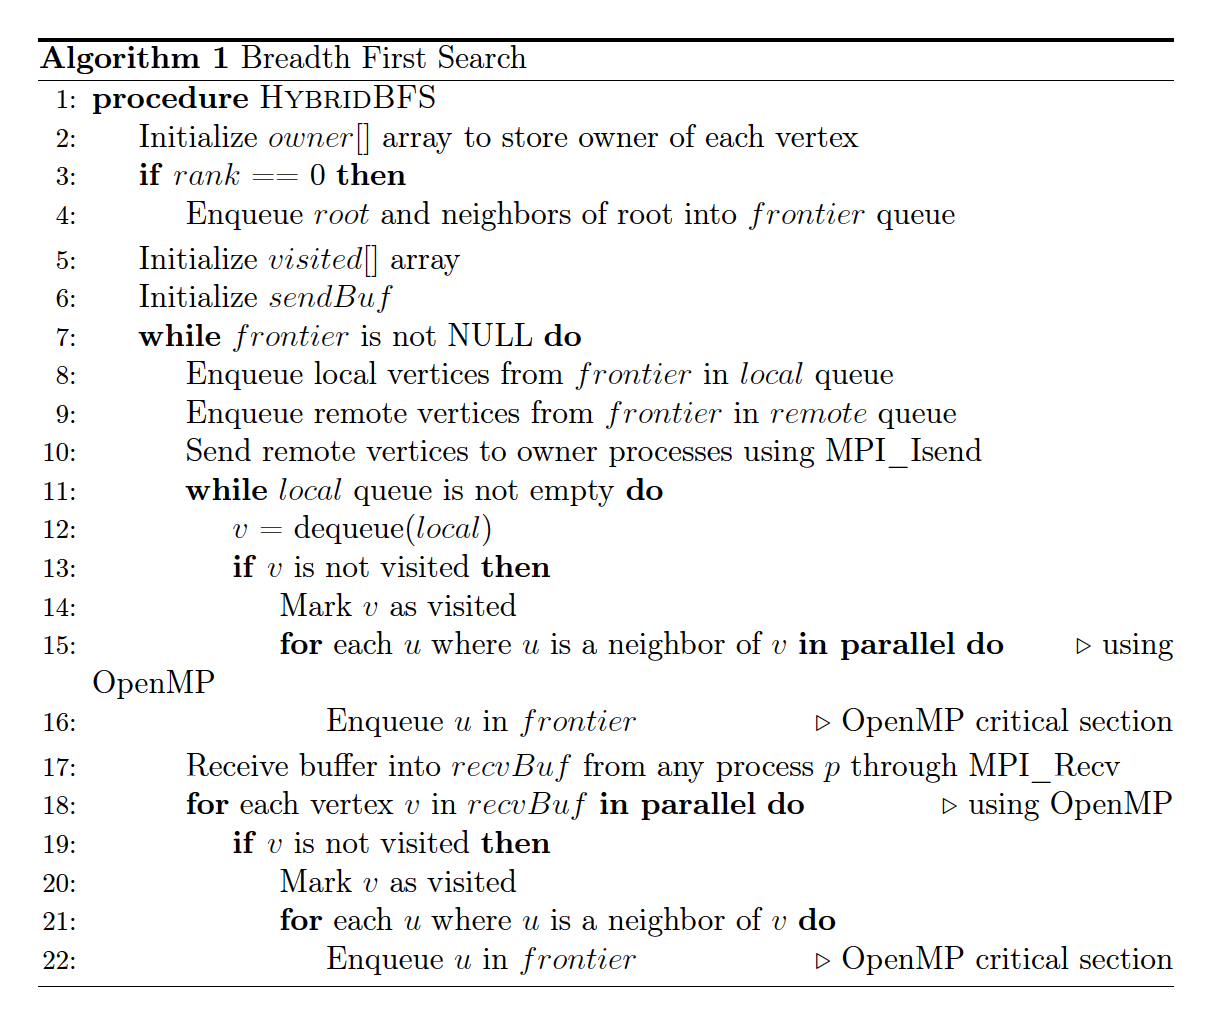 Algorithm 1 Breadth First Search
1: procedure HYBRIDBFS
2: Initialize owner[] array to store owner of each vertex
3: if rank == 0 then
4: Enqueue root and neighbors of root into frontier queue
5: Initialize visited[] array
6: Initialize sendBuf
7: while frontier is not NULL do
8: Enqueue local vertices from frontier in local queue
9: Enqueue remote vertices from frontier in remote queue
10: Send remote vertices to owner processes using MPI_Isend
11: while local queue is not empty do
12: v = dequeue(local)
13: if v is not visited then
14: Mark v as visited
15: for each u where u is a neighbor of v in parallel do ▷ using
OpenMP
16: Enqueue u in frontier ▷ OpenMP critical section
17: Receive buffer into recvBuf from any process p through MPI_Recv
18: for each vertex v in recvBuf in parallel do ▷ using OpenMP
19: if v is not visited then
20: Mark v as visited
21: for each u where u is a neighbor of v do
22: Enqueue u in frontier ▷ OpenMP critical section